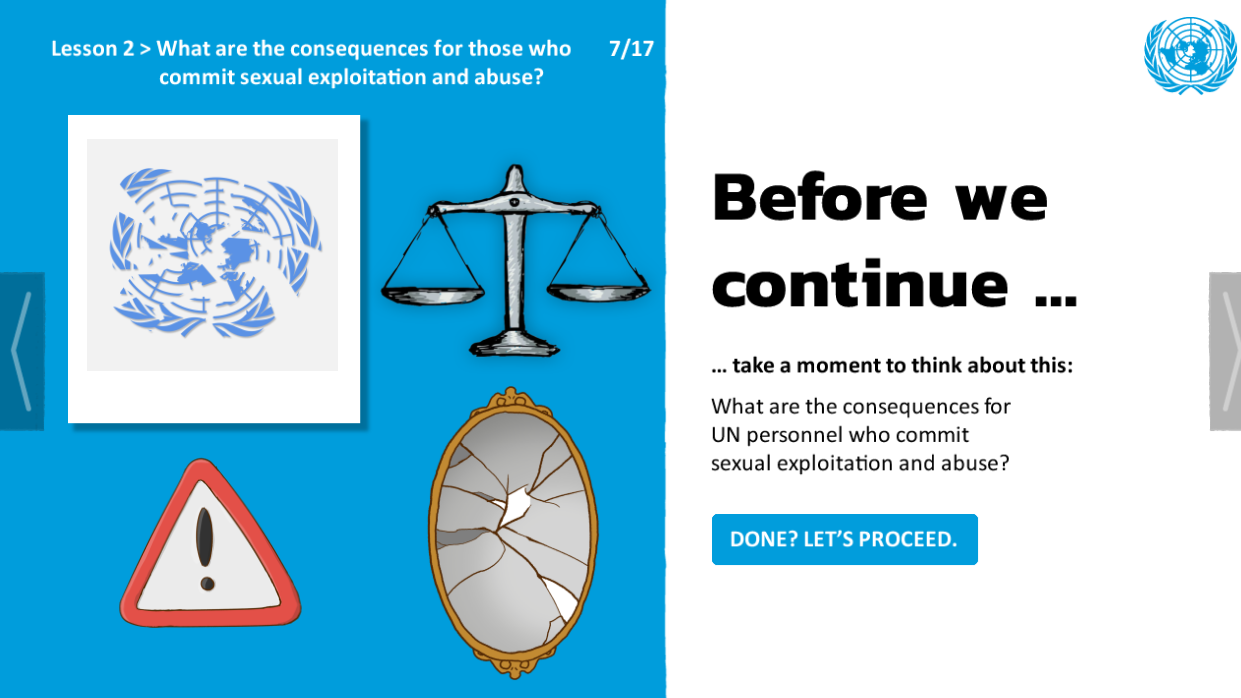 Lesson 2 > What are the consequences for those who 7/17
commit sexual exploitation and abuse?
Before we
continue ...
... take a moment to think about this:
What are the consequences for
UN personnel who commit
sexual exploitation and abuse?
DONE? LET'S PROCEED.